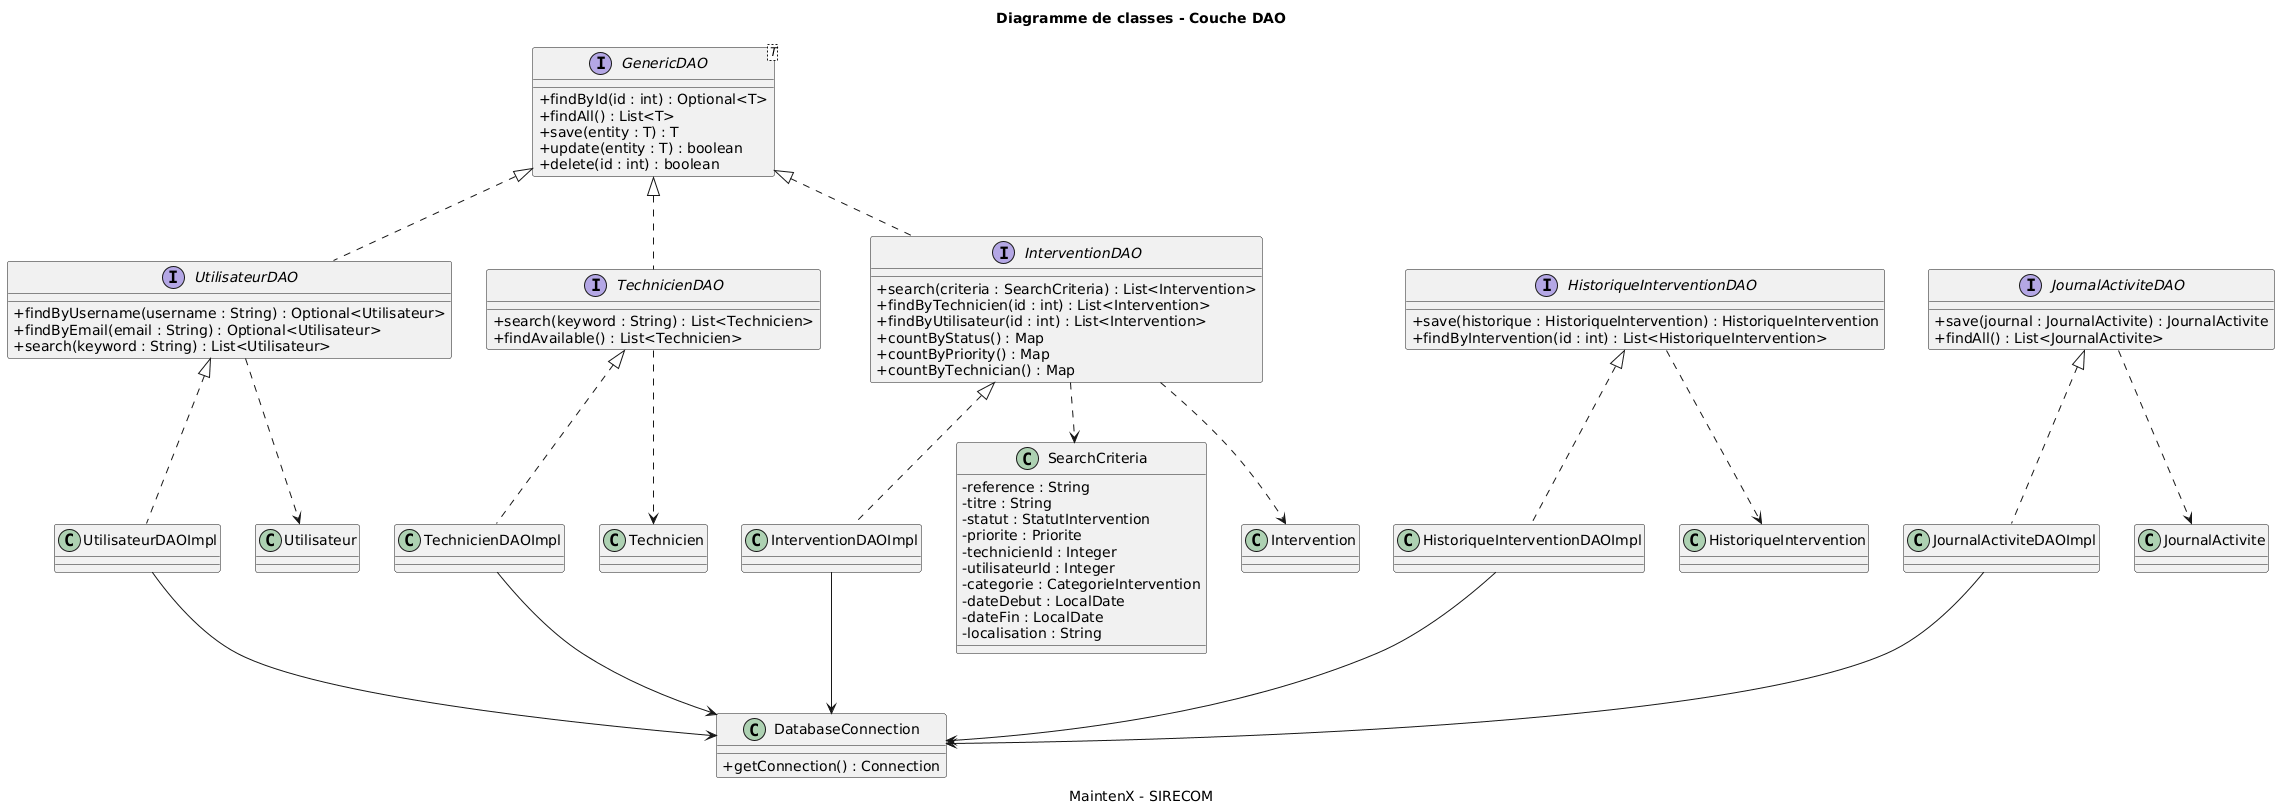 Diagramme de classes - Couche DAO
T
I GenericDAO
+findById(id : int) : Optional<T>
+findAll() : List<T>
+save(entity : T) : T
+update(entity : T) : boolean
+delete(id : int) : boolean
I UtilisateurDAO
+findByUsername(username : String) : Optional<Utilisateur>
+findByEmail(email : String) : Optional<Utilisateur>
+search(keyword : String) : List<Utilisateur>
I TechnicienDAO
+search(keyword : String) : List<Technicien>
+findAvailable() : List<Technicien>
I InterventionDAO
+search(criteria : SearchCriteria) : List<Intervention>
+findByTechnicien(id : int) : List<Intervention>
+findByUtilisateur(id : int) : List<Intervention>
+countByStatus() : Map
+countByPriority() : Map
+countByTechnician() : Map
I HistoriqueInterventionDAO
+save(historique : HistoriqueIntervention) : HistoriqueIntervention
+findByIntervention(id : int) : List<HistoriqueIntervention>
I JournalActiviteDAO
+save(journal : JournalActivite) : JournalActivite
+findAll() : List<JournalActivite>
C UtilisateurDAOImpl
C Utilisateur
C TechnicienDAOImpl
C Technicien
C InterventionDAOImpl
C SearchCriteria
-reference : String
-titre : String
-statut : StatutIntervention
-priorite : Priorite
-technicienId : Integer
-utilisateurId : Integer
-categorie : CategorieIntervention
-dateDebut : LocalDate
-dateFin : LocalDate
-localisation : String
C Intervention
C HistoriqueInterventionDAOImpl
C HistoriqueIntervention
C JournalActiviteDAOImpl
C JournalActivite
C DatabaseConnection
+getConnection() : Connection
MaintenX - SIRECOM